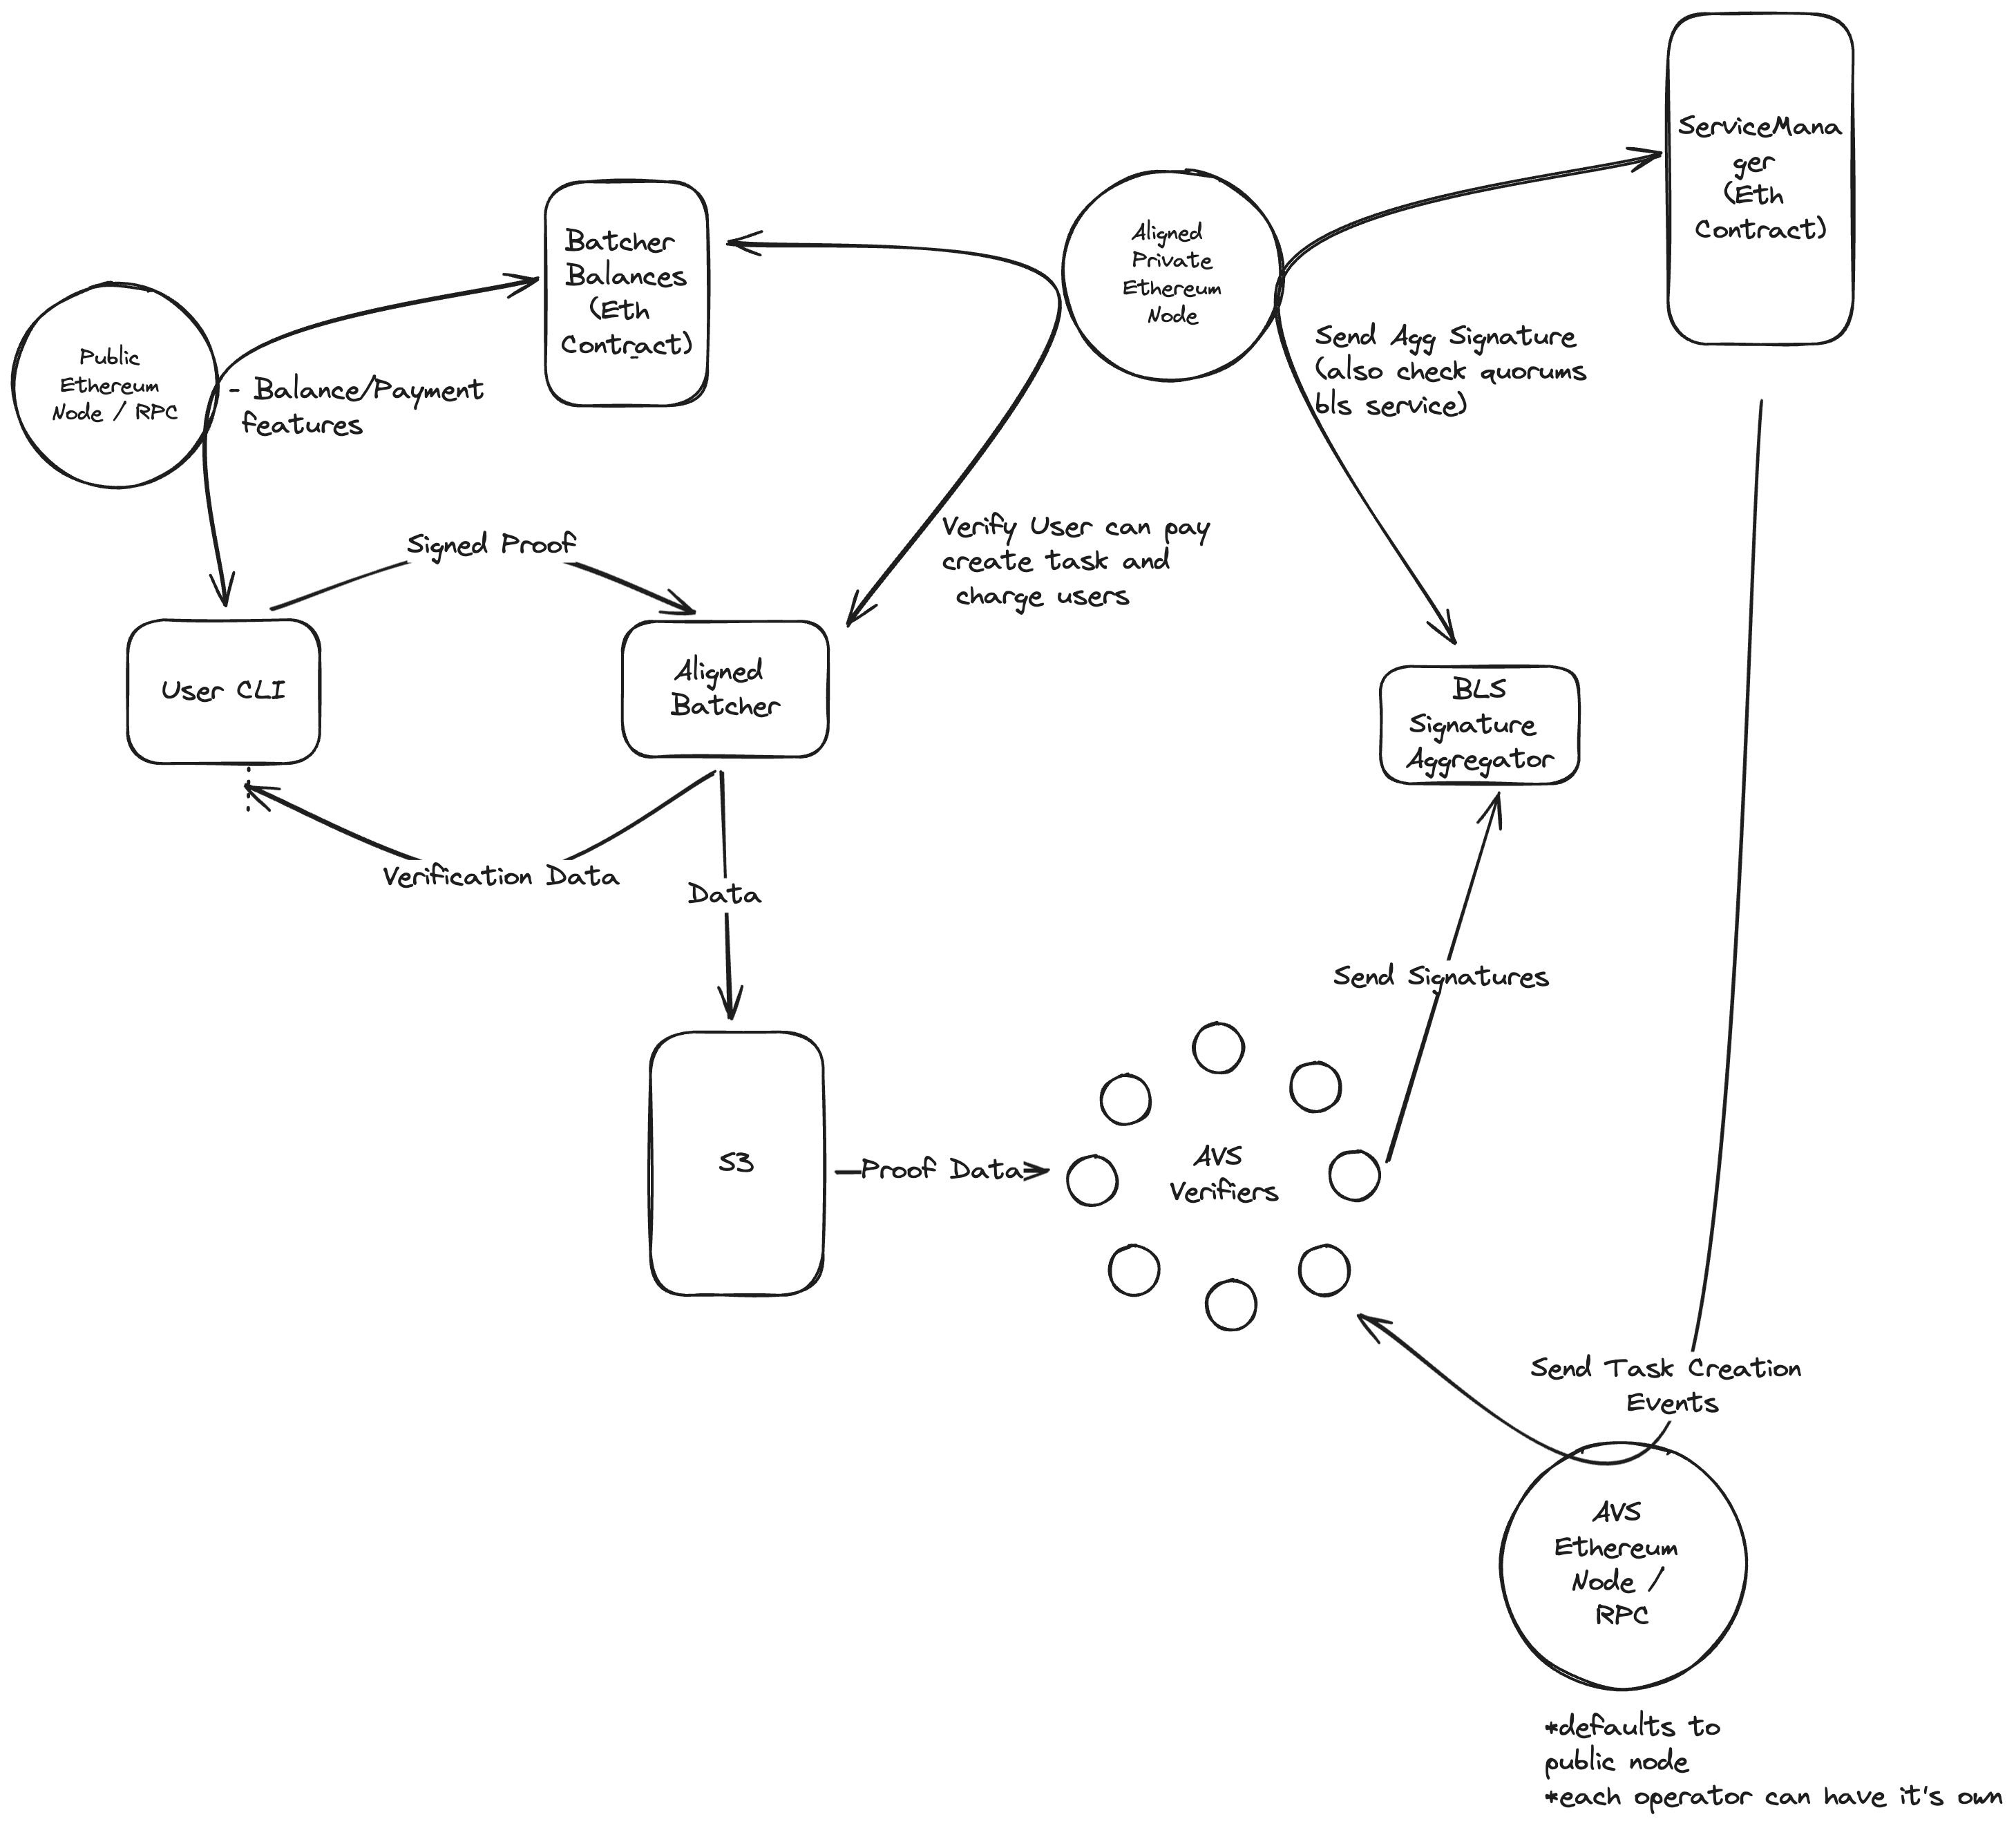 ServiceMana
ger
(Eth
Contract)
Batcher
Balances
(Eth
Contract)
Aligned
Private
Ethereum
Node
Public
Ethereum
Node / RPC
- Balance/Payment
features
Send Agg Signature
(also check quorums
bls service)
Signed Proof
Verify User can pay
create task and
charge users
User CLI
Aligned
Batcher
BLS
Signature
Aggregator
Verification Data
Data
Send Signatures
S3
Proof Data
AVS
Verifiers
Send Task Creation
Events
AVS
Ethereum
Node /
RPC
*defaults to
public node
*each operator can have it's own